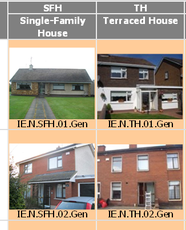 SFH
Single-Family
House
TH
Terraced House
IE.N.SFH.01.Gen
IE.N.TH.01.Gen
IE.N.SFH.02.Gen
IE.N.TH.02.Gen